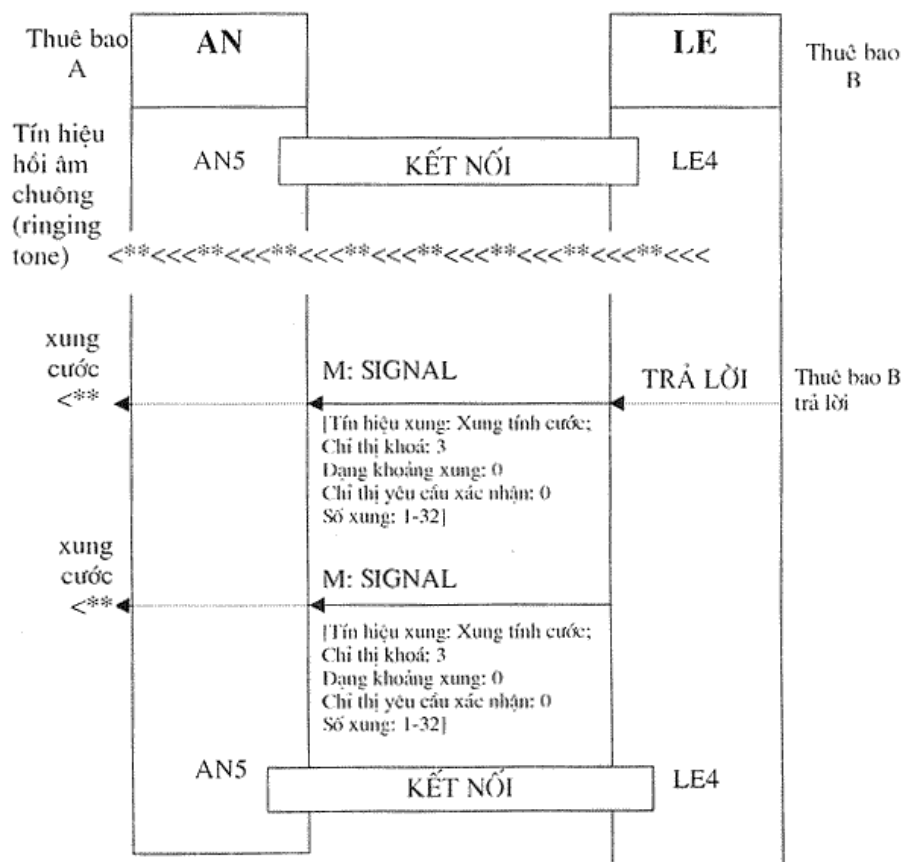 Thuê bao
A
AN
LE
Thuê bao
B
Tín hiệu
hồi âm
chuông
(ringing
tone)
AN5
KẾT NỐI
LE4
<**<<<**<<<**<<<**<<<**<<<**<<<**<<<**<<<
xung
cước
<**
M: SIGNAL
TRẢ LỜI
Thuê bao B
trả lời
[Tín hiệu xung: Xung tính cước;
Chỉ thị khoá: 3
Dạng khoảng xung: 0
Chỉ thị yêu cầu xác nhận: 0
Số xung: 1-32]
xung
cước
<**
M: SIGNAL
[Tín hiệu xung: Xung tính cước;
Chỉ thị khoá: 3
Dạng khoảng xung: 0
Chỉ thị yêu cầu xác nhận: 0
Số xung: 1-32]
AN5
KẾT NỐI
LE4